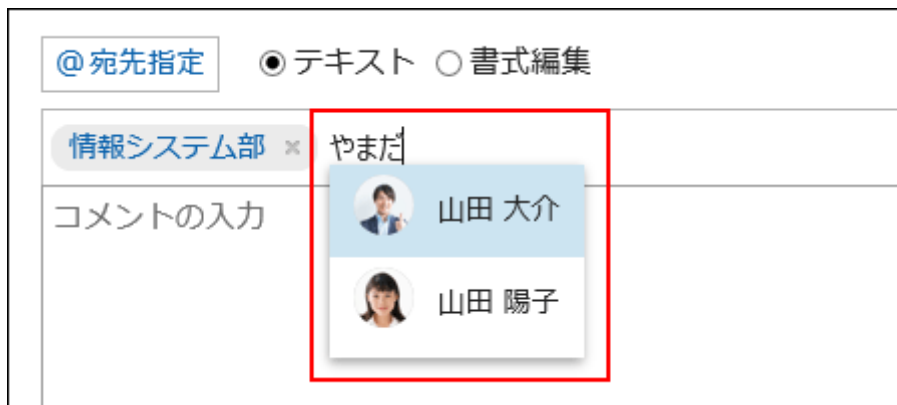 @宛先指定 テキスト 書式編集
情報システム部 × やまだ
コメントの入力 山田 大介
山田 陽子